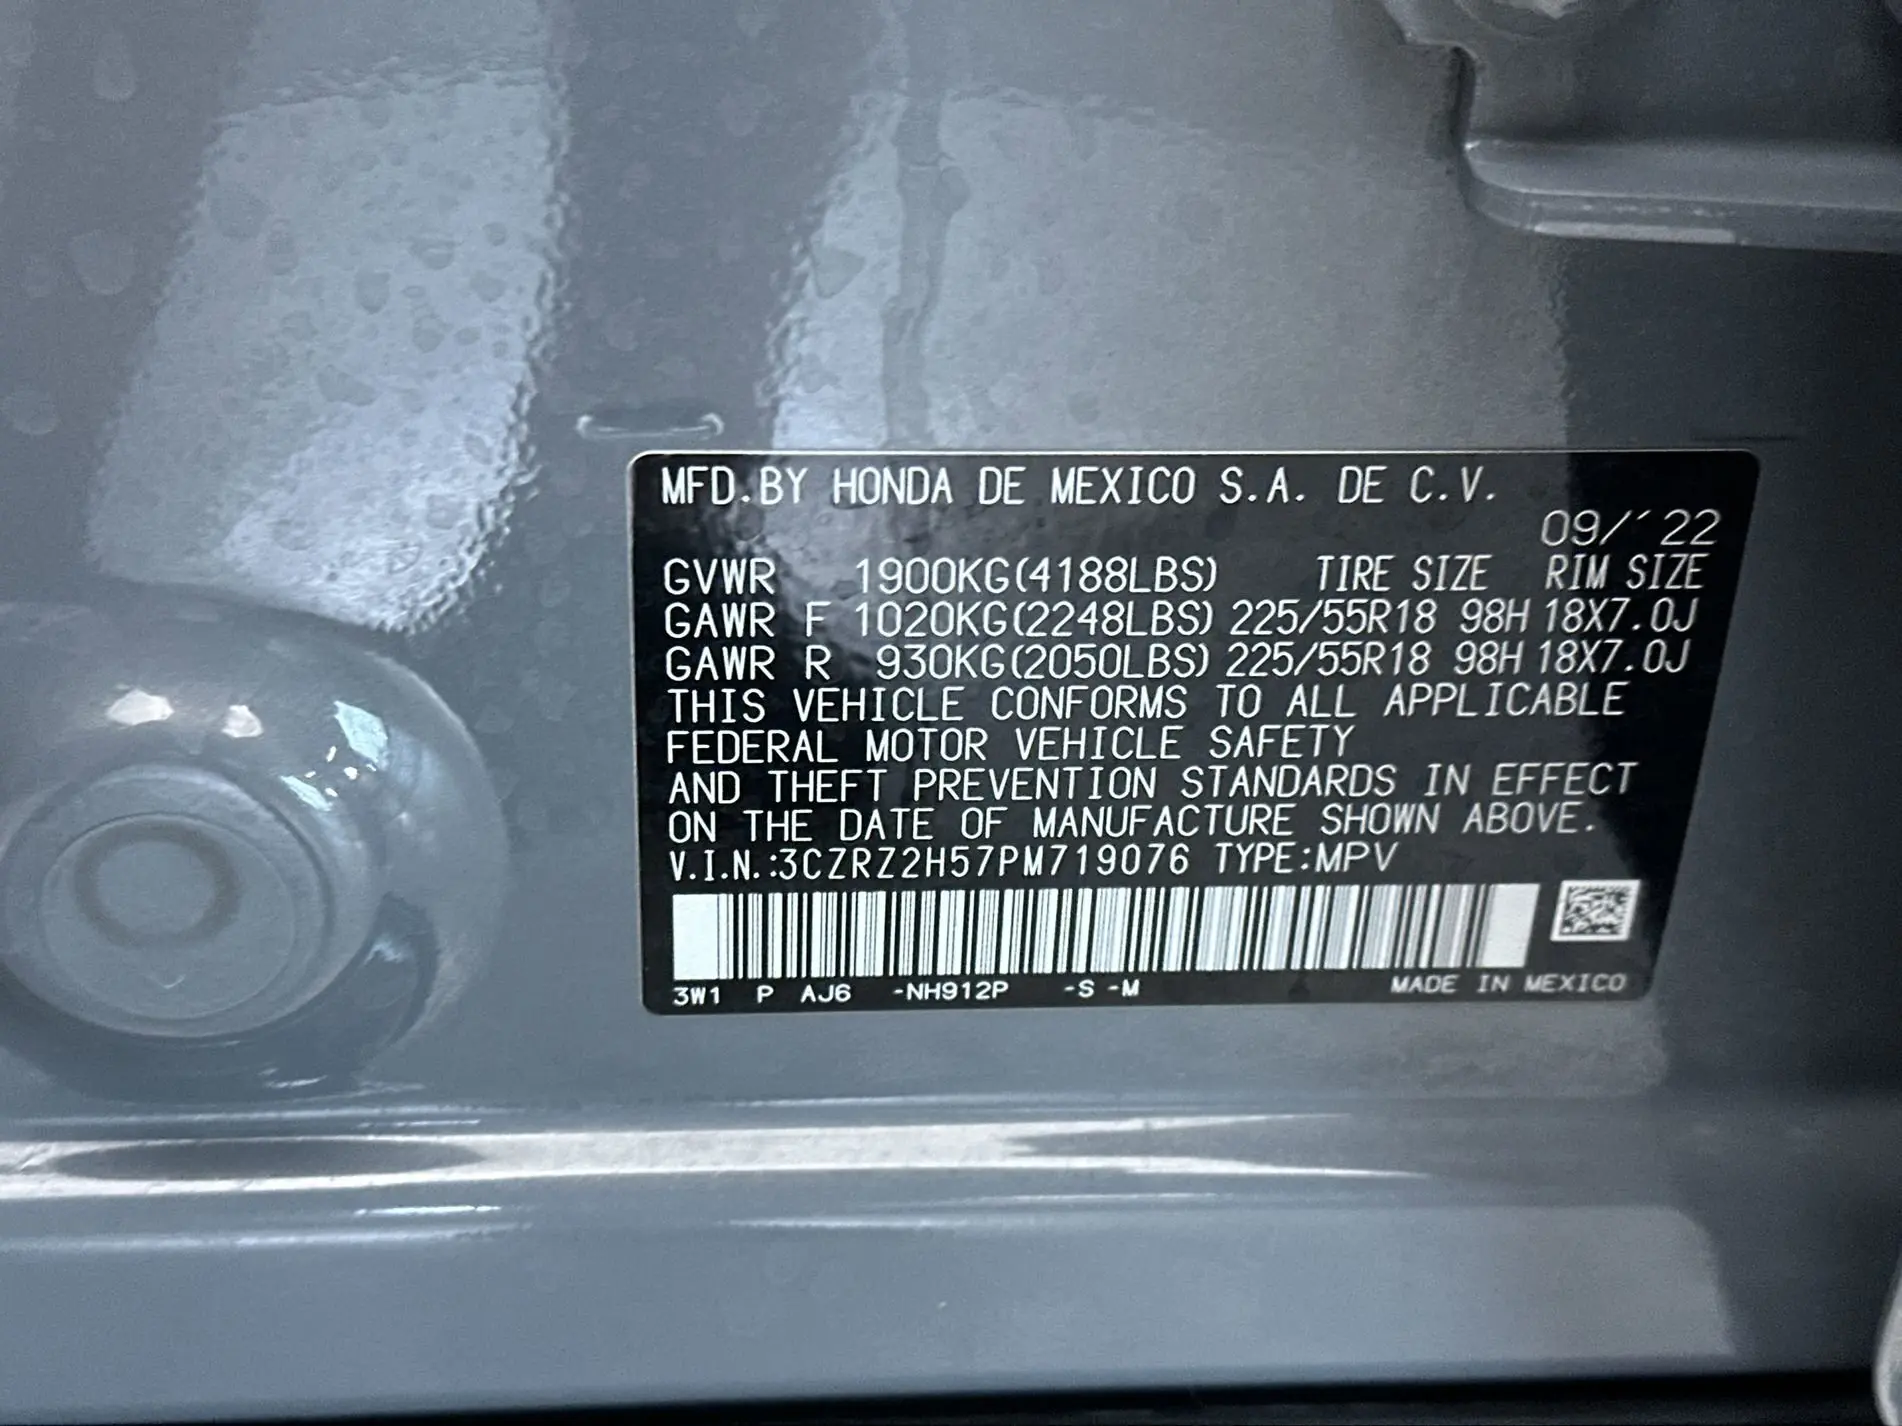 MFD.BY HONDA DE MEXICO S.A. DE C.V.
09/´22
GVWR 1900KG(4188LBS) TIRE SIZE RIM SIZE
GAWR F 1020KG(2248LBS) 225/55R18 98H 18X7.0J
GAWR R 930KG(2050LBS) 225/55R18 98H 18X7.0J
THIS VEHICLE CONFORMS TO ALL APPLICABLE
FEDERAL MOTOR VEHICLE SAFETY
AND THEFT PREVENTION STANDARDS IN EFFECT
ON THE DATE OF MANUFACTURE SHOWN ABOVE.
V.I.N.:3CZRZ2H57PM719076 TYPE:MPV
3W1 P AJ6 -NH912P -S -M MADE IN MEXICO